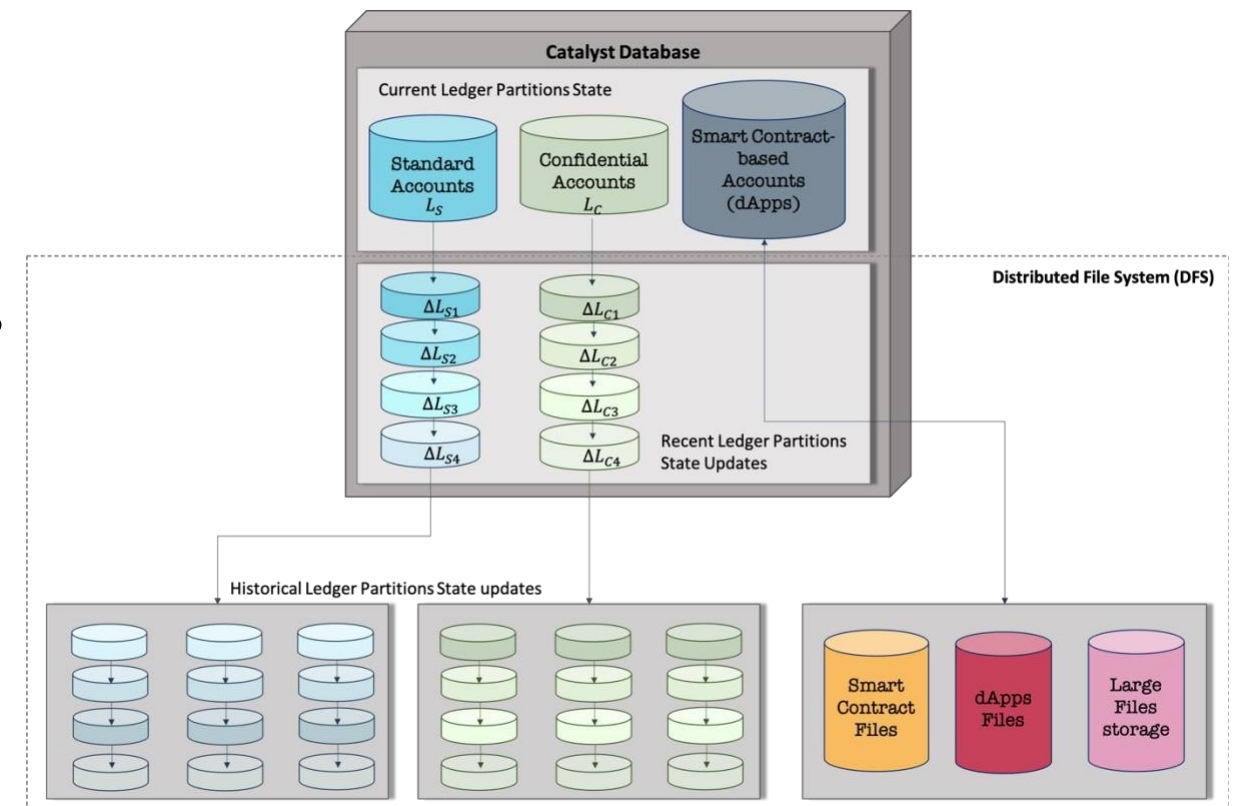 Catalyst Database
Current Ledger Partitions State
Standard
Accounts
L_S
Confidential
Accounts
L_C
Smart Contract-
based
Accounts
(dApps)
Distributed File System (DFS)
ΔL_S1
ΔL_S2
ΔL_S3
ΔL_S4
ΔL_C1
ΔL_C2
ΔL_C3
ΔL_C4
Recent Ledger Partitions
State Updates
Historical Ledger Partitions State updates
Smart
Contract
Files
dApps
Files
Large
Files
storage